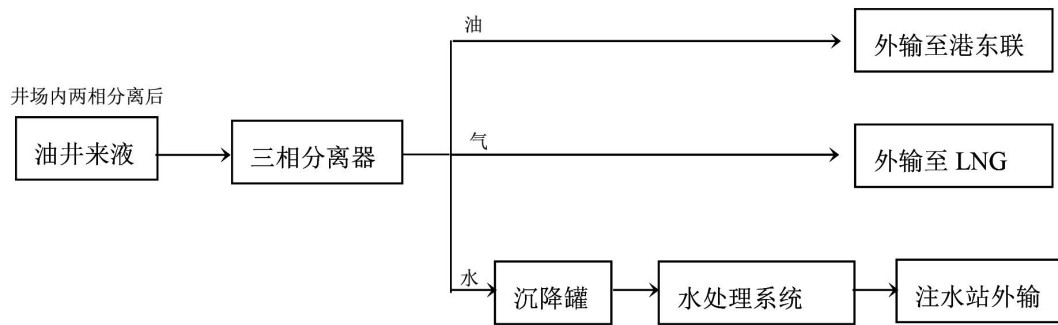 油
外输至港东联
井场内两相分离后
油井来液
三相分离器
气
外输至 LNG
水
沉降罐
水处理系统
注水站外输